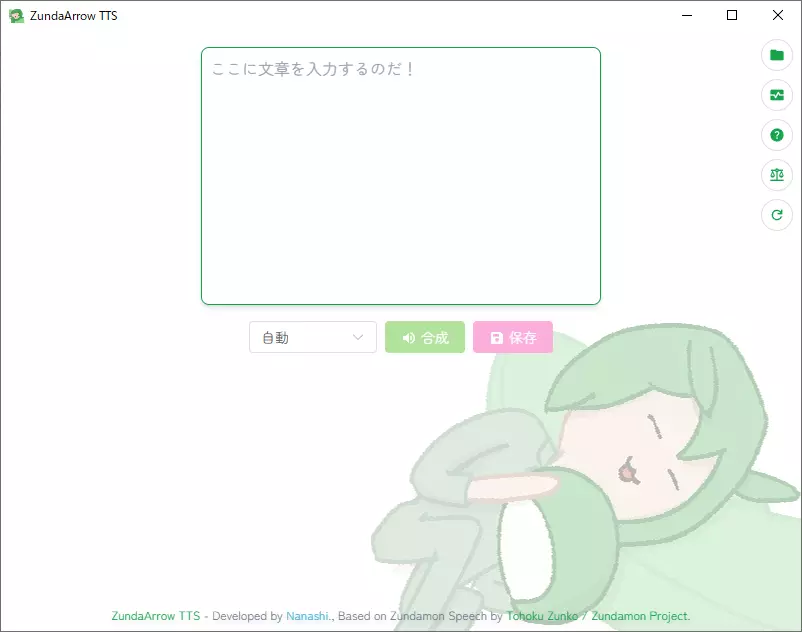 ZundaArrow TTS
ここに文章を入力するのだ！
自動
合成
保存
ZundaArrow TTS - Developed by Nanashi., Based on Zundamon Speech by Tohoku Zunko / Zundamon Project.